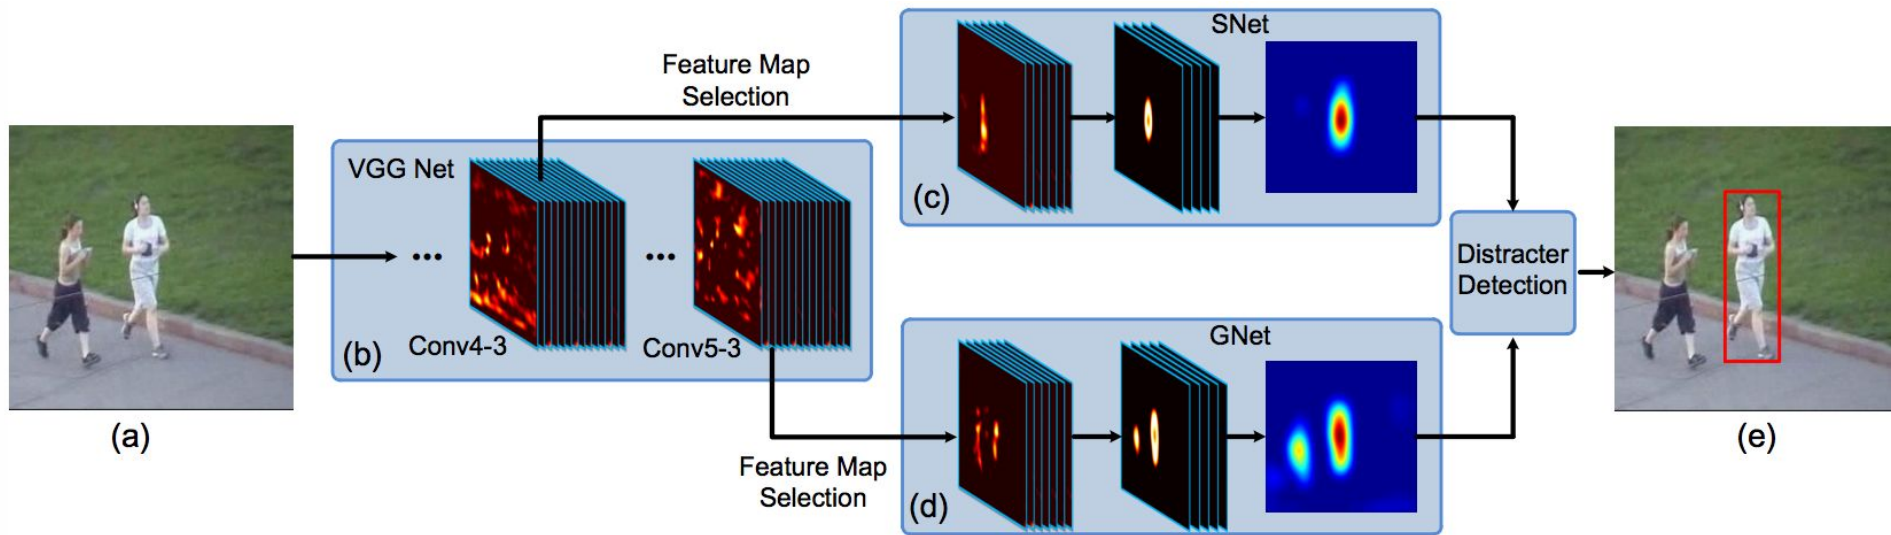 (a)
VGG Net
...
Conv4-3
...
Conv5-3
(b)
Feature Map
Selection
Feature Map
Selection
SNet
(c)
GNet
(d)
Distracter
Detection
(e)